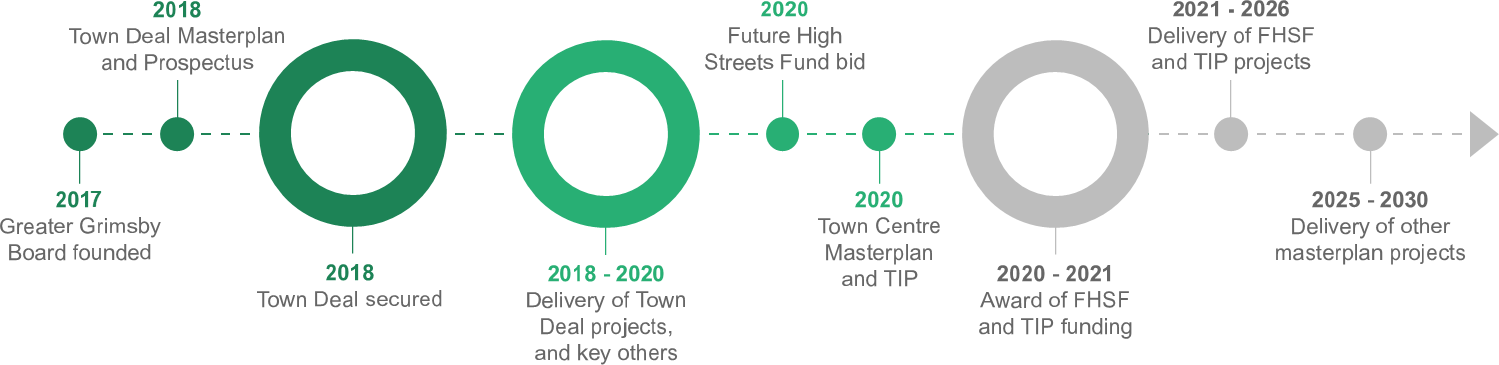 2017
Greater Grimsby
Board founded
2018
Town Deal Masterplan
and Prospectus
2018
Town Deal secured
2018 - 2020
Delivery of Town
Deal projects,
and key others
2020
Future High
Streets Fund bid
2020
Town Centre
Masterplan
and TIP
2020 - 2021
Award of FHSF
and TIP funding
2021 - 2026
Delivery of FHSF
and TIP projects
2025 - 2030
Delivery of other
masterplan projects